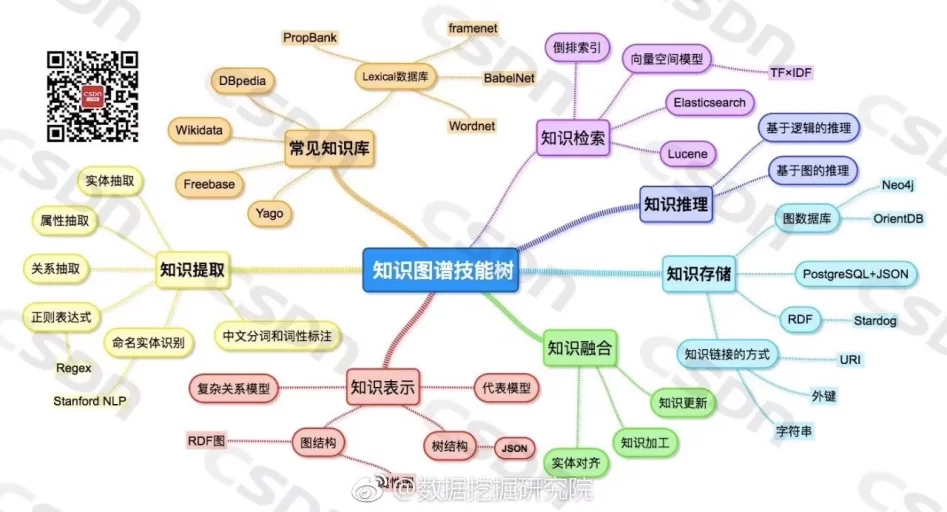 PropBank
framenet
Lexical数据库
BabelNet
Wordnet
DBpedia
Wikidata
常见知识库
Freebase
Yago
倒排索引
向量空间模型
TF×IDF
Elasticsearch
知识检索
Lucene
基于逻辑的推理
知识推理
基于图的推理
Neo4j
图数据库
OrientDB
知识存储
PostgreSQL+JSON
RDF
Stardog
知识链接的方式
URI
外键
字符串
知识图谱技能树
实体抽取
属性抽取
知识提取
关系抽取
正则表达式
Regex
命名实体识别
Stanford NLP
中文分词和词性标注
知识表示
复杂关系模型
代表模型
RDF图
图结构
树结构
JSON
知识融合
知识更新
知识加工
实体对齐
@数据挖掘研究院
CSDN
CSDN
CSDN
CSDN
CSDN
CSDN
CSDN
CSDN
CSDN